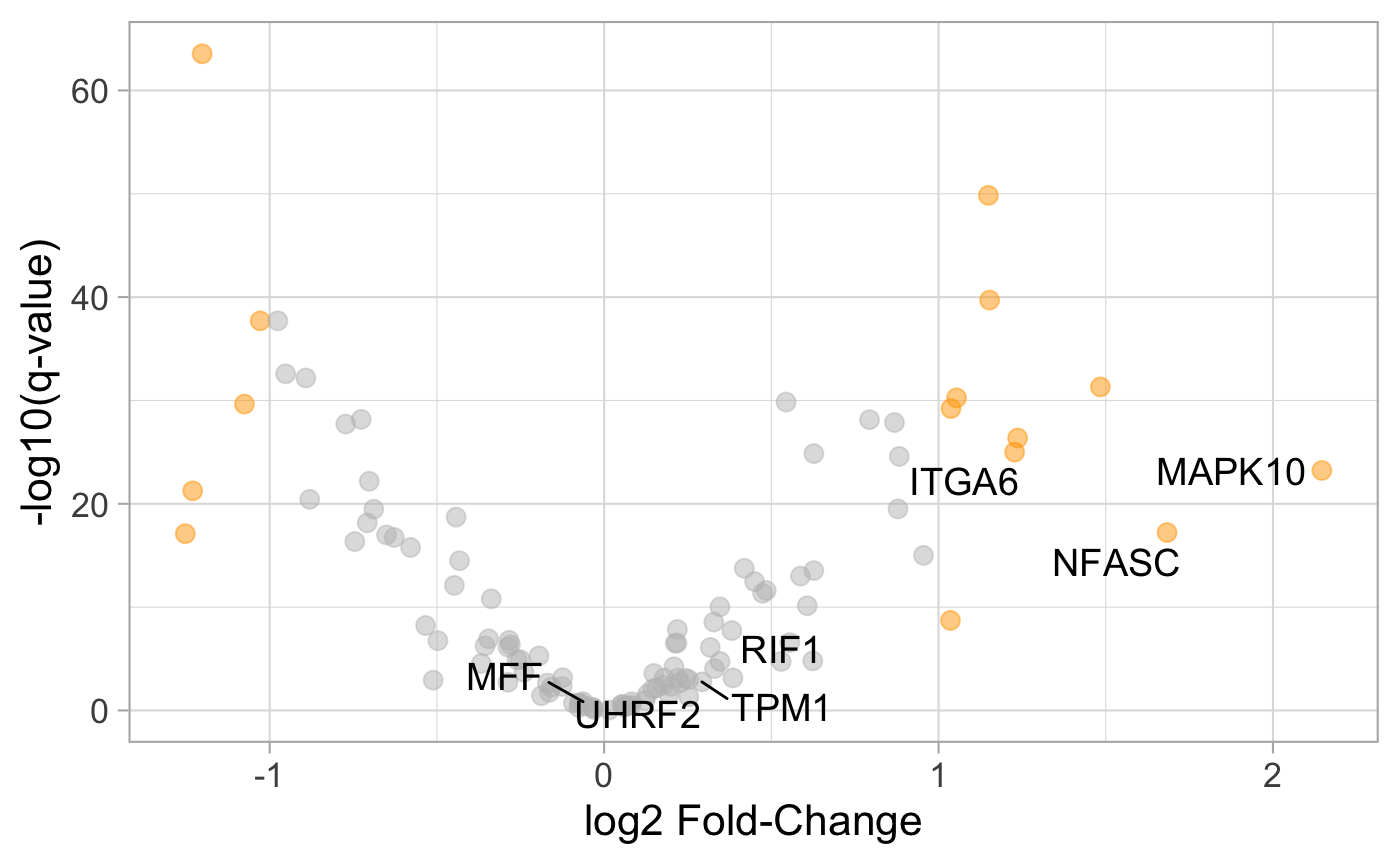 60
40
20
0
-log10(q-value)
ITGA6
MAPK10
NFASC
RIF1
MFF
UHRF2
TPM1
-1
0
1
2
log2 Fold-Change